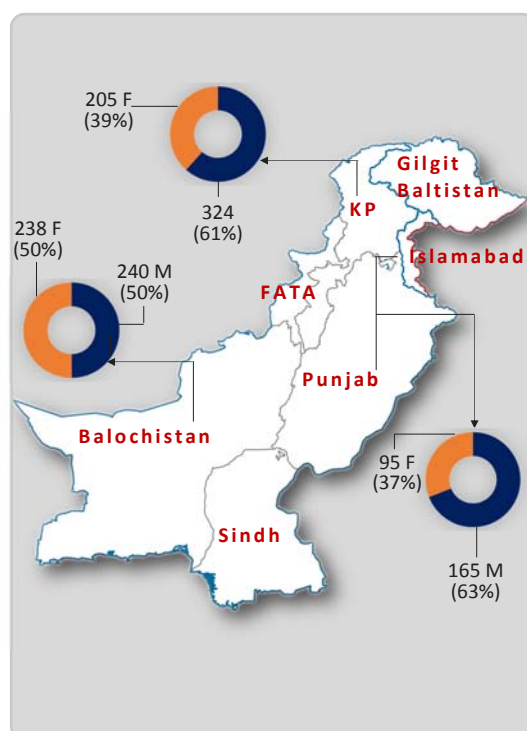 205 F
(39%)
324
(61%)
Gilgit
Baltistan
KP
Islamabad
238 F
(50%)
240 M
(50%)
FATA
Punjab
Balochistan
95 F
(37%)
Sindh
165 M
(63%)